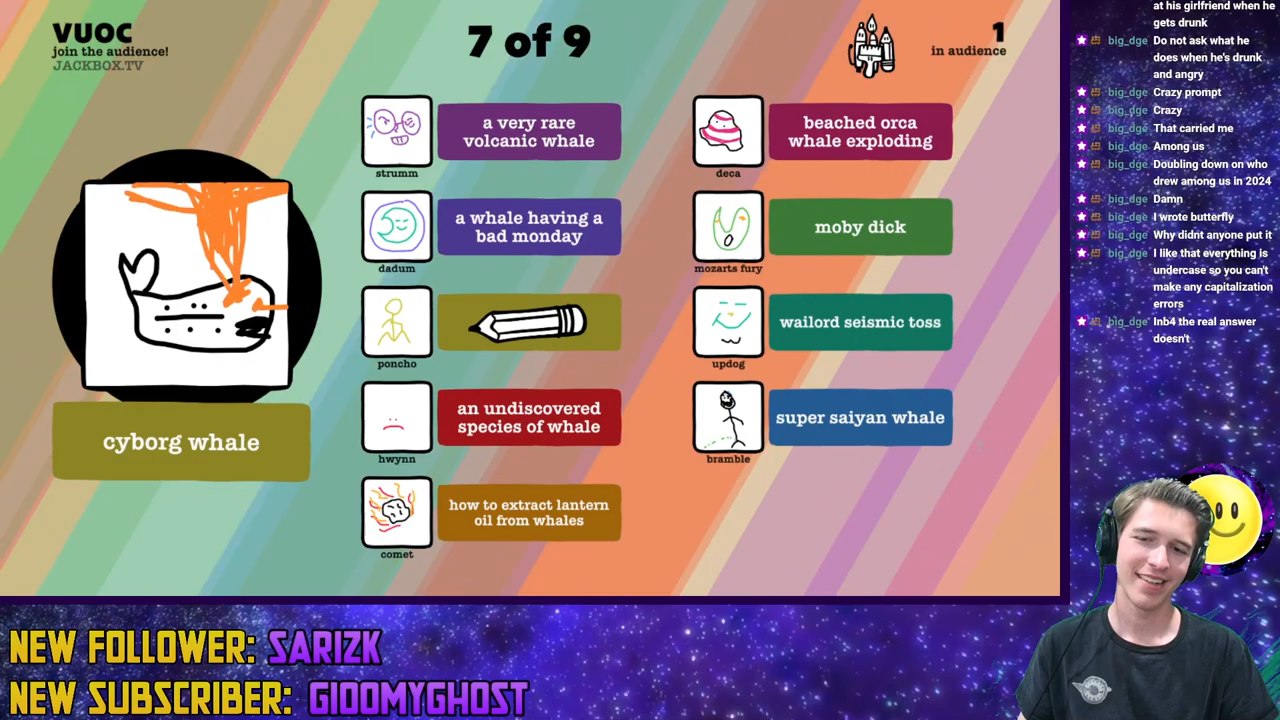 VUOC
join the audience!
JACKBOX.TV
7 of 9
1
in audience
cyborg whale
strumm
a very rare
volcanic whale
dadum
a whale having a
bad monday
poncho
hwynn
an undiscovered
species of whale
comet
how to extract lantern
oil from whales
deca
beached orca
whale exploding
mozarts fury
moby dick
updog
wailord seismic toss
bramble
super saiyan whale
at his girlfriend when he
gets drunk
big_dge Do not ask what he
does when he's drunk
and angry
big_dge Crazy prompt
big_dge Crazy
big_dge That carried me
big_dge Among us
big_dge Doubling down on who
drew among us in 2024
big_dge Damn
big_dge I wrote butterfly
big_dge Why didnt anyone put it
big_dge I like that everything is
undercase so you can't
make any capitalization
errors
big_dge Inb4 the real answer
doesn't
NEW FOLLOWER: SARIZK
NEW SUBSCRIBER: GIOOMYGHOST